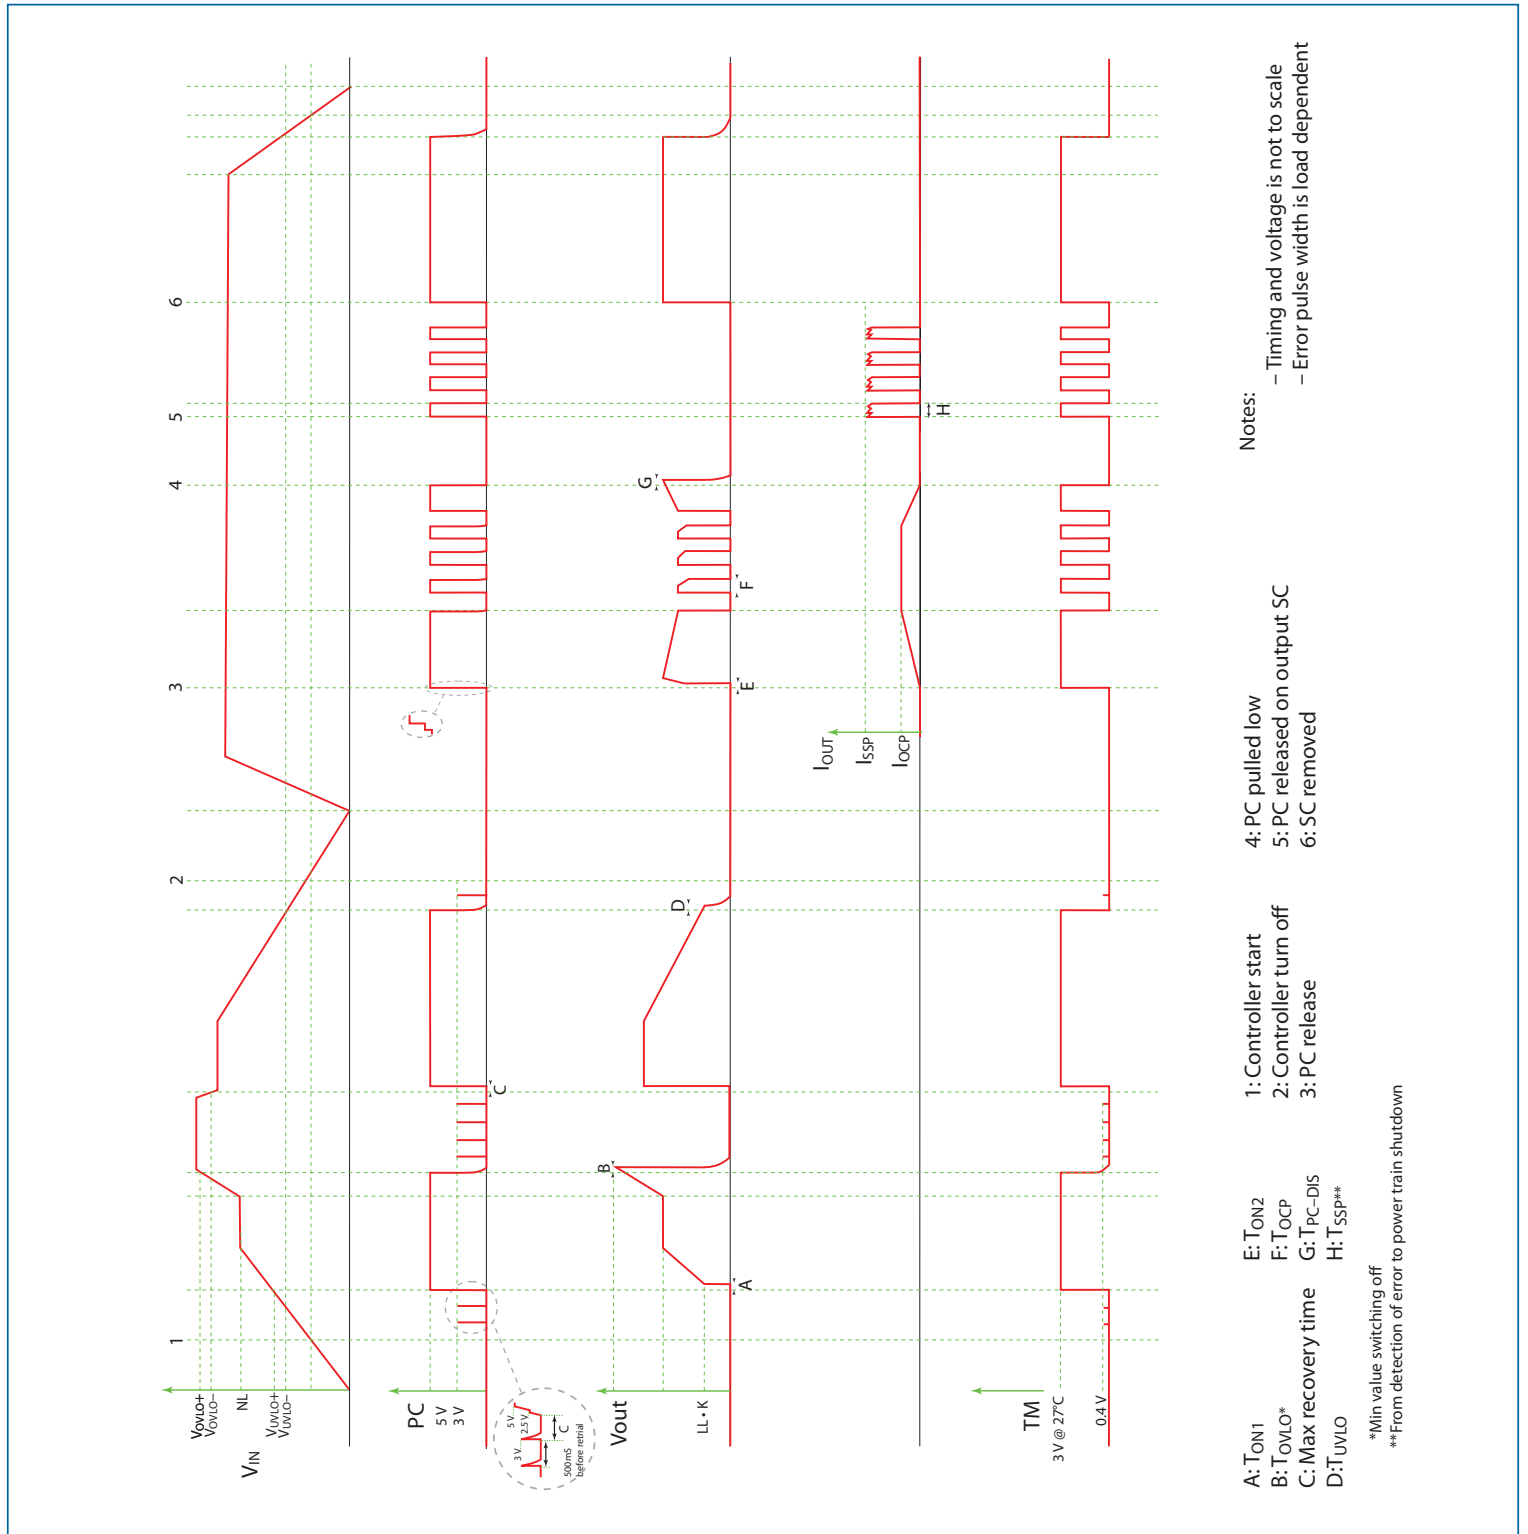 1
2
3
4
5
6
VOVLO+
VOVLO–
NL
VUVLO+
VUVLO–
VIN
PC
5 V
3 V
C
3 V
5 V
2.5 V
C
500mS
before retrial
Vout
LL • K
A
B
D
E
F
G
IOUT
ISSP
IOCP
H
TM
3 V @ 27°C
0.4 V
A: TON1
B: TOVLO*
C: Max recovery time
D:TUVLO
E: TON2
F: TOCP
G: TPC–DIS
H: TSSP**
1: Controller start
2: Controller turn off
3: PC release
4: PC pulled low
5: PC released on output SC
6: SC removed
Notes:
– Timing and voltage is not to scale
– Error pulse width is load dependent
*Min value switching off
**From detection of error to power train shutdown